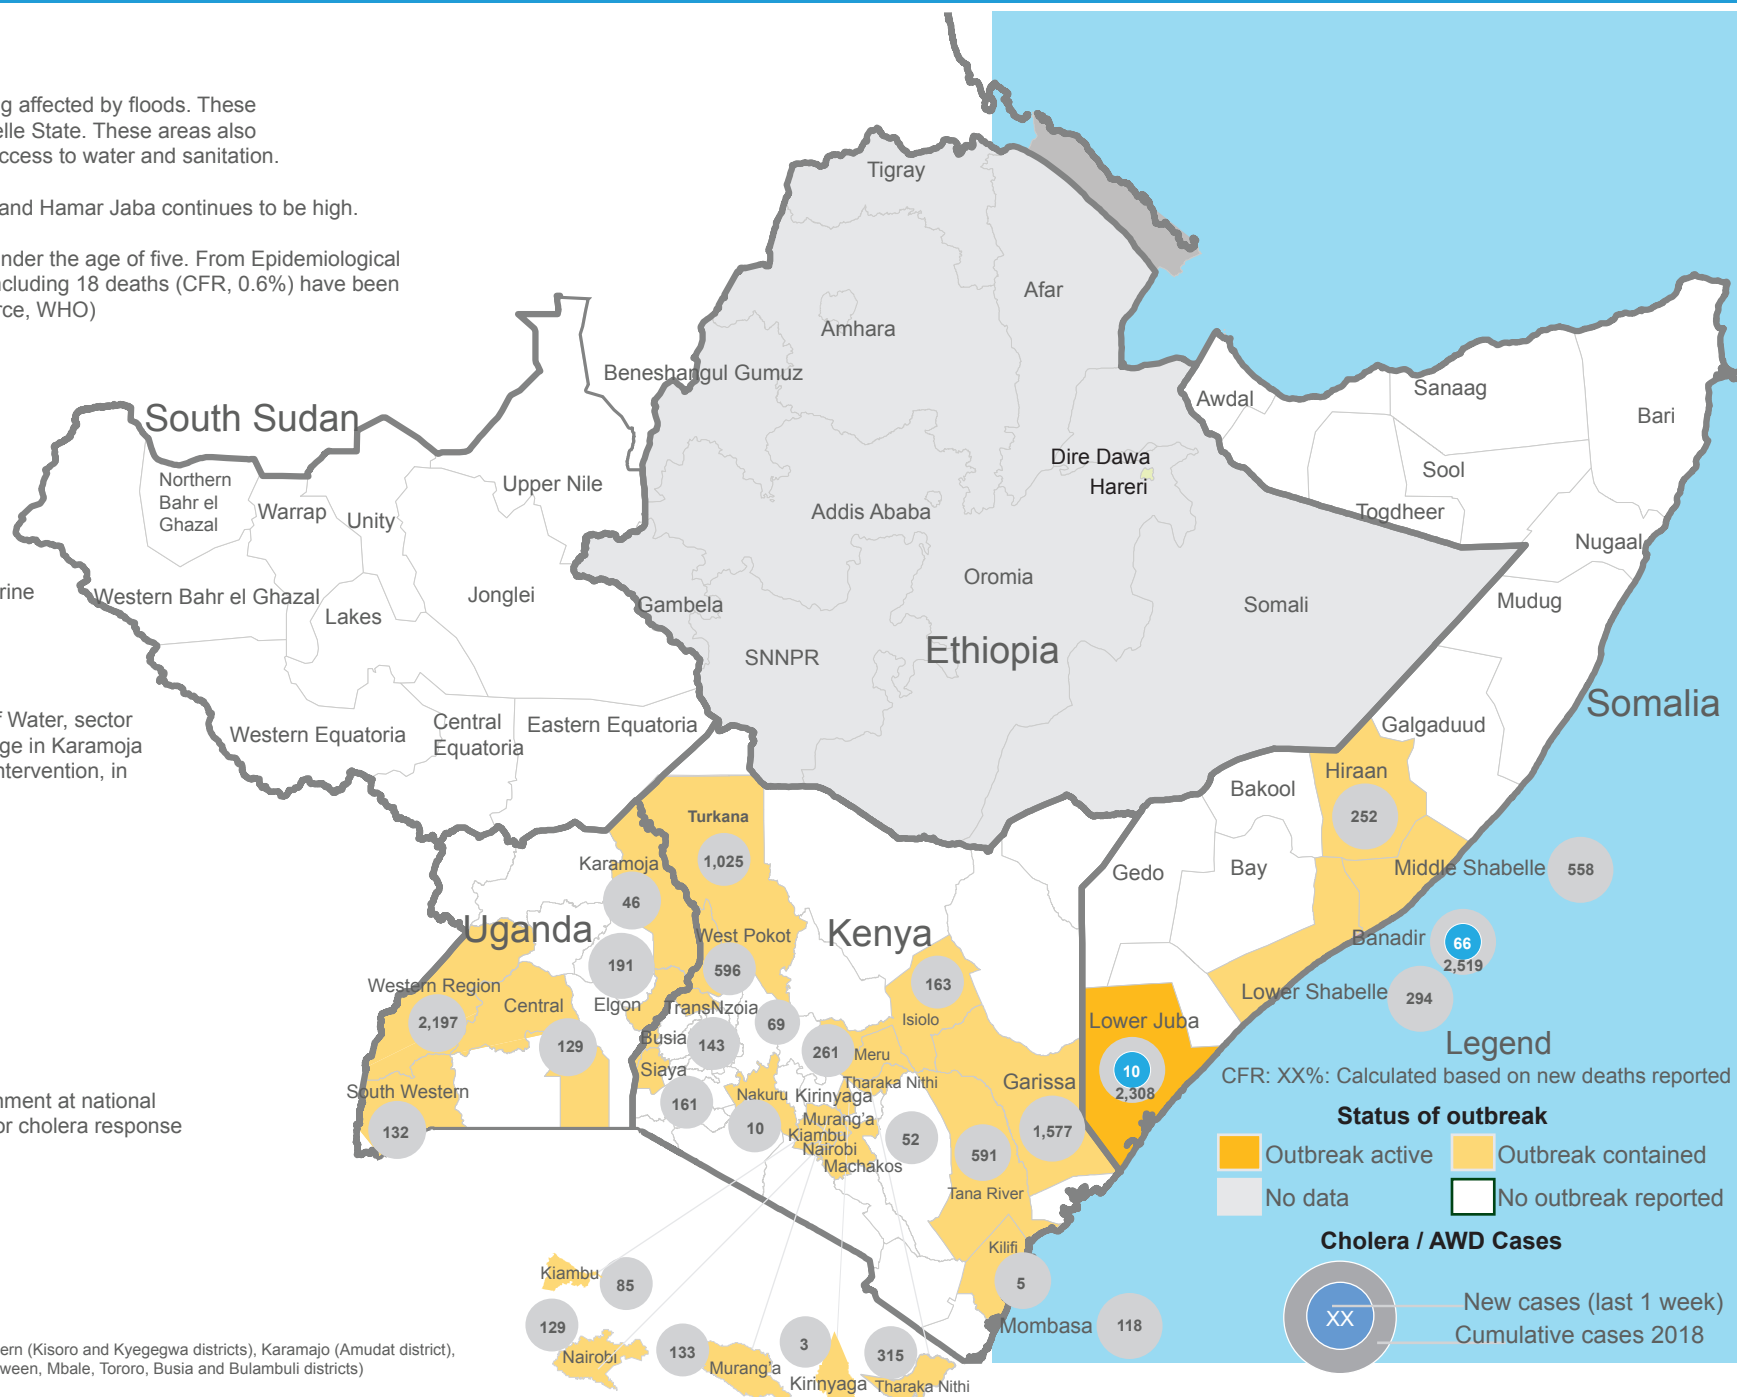 g affected by floods. These
elle State. These areas also
ccess to water and sanitation.
and Hamar Jaba continues to be high.
nder the age of five. From Epidemiological
ncluding 18 deaths (CFR, 0.6%) have been
rce, WHO)
rine
f Water, sector
ge in Karamoja
ntervention, in
nment at national
or cholera response
ern (Kisoro and Kyegegwa districts), Karamajo (Amudat district),
ween, Mbale, Tororo, Busia and Bulambuli districts)
South Sudan
Northern
Bahr el
Ghazal
Warrap
Unity
Upper Nile
Western Bahr el Ghazal
Lakes
Jonglei
Western Equatoria
Central
Equatoria
Eastern Equatoria
Tigray
Afar
Amhara
Beneshangul Gumuz
Dire Dawa
Hareri
Addis Ababa
Oromia
Gambela
Somali
SNNPR
Ethiopia
Awdal
Sanaag
Bari
Sool
Togdheer
Nugaal
Mudug
Somalia
Galgaduud
Hiraan
252
Bakool
Gedo
Bay
Middle Shabelle
558
Banadir
66
2,519
Lower Shabelle
294
Lower Juba
10
2,308
Uganda
Karamoja
46
191
Elgon
Western Region
2,197
Central
129
South Western
132
Kenya
Turkana
1,025
West Pokot
596
TransNzoia
69
Busia
143
Siaya
161
Nakuru
10
261
Meru
163
Isiolo
Tharaka Nithi
Kirinyaga
Murang'a
Kiambu
Nairobi
Machakos
52
Garissa
1,577
591
Tana River
Kilifi
5
Mombasa
118
Kiambu
85
129
Nairobi
133
Murang'a
3
Kirinyaga
315
Tharaka Nithi
Legend
CFR: XX%: Calculated based on new deaths reported
Status of outbreak
Outbreak active
Outbreak contained
No data
No outbreak reported
Cholera / AWD Cases
XX
New cases (last 1 week)
Cumulative cases 2018